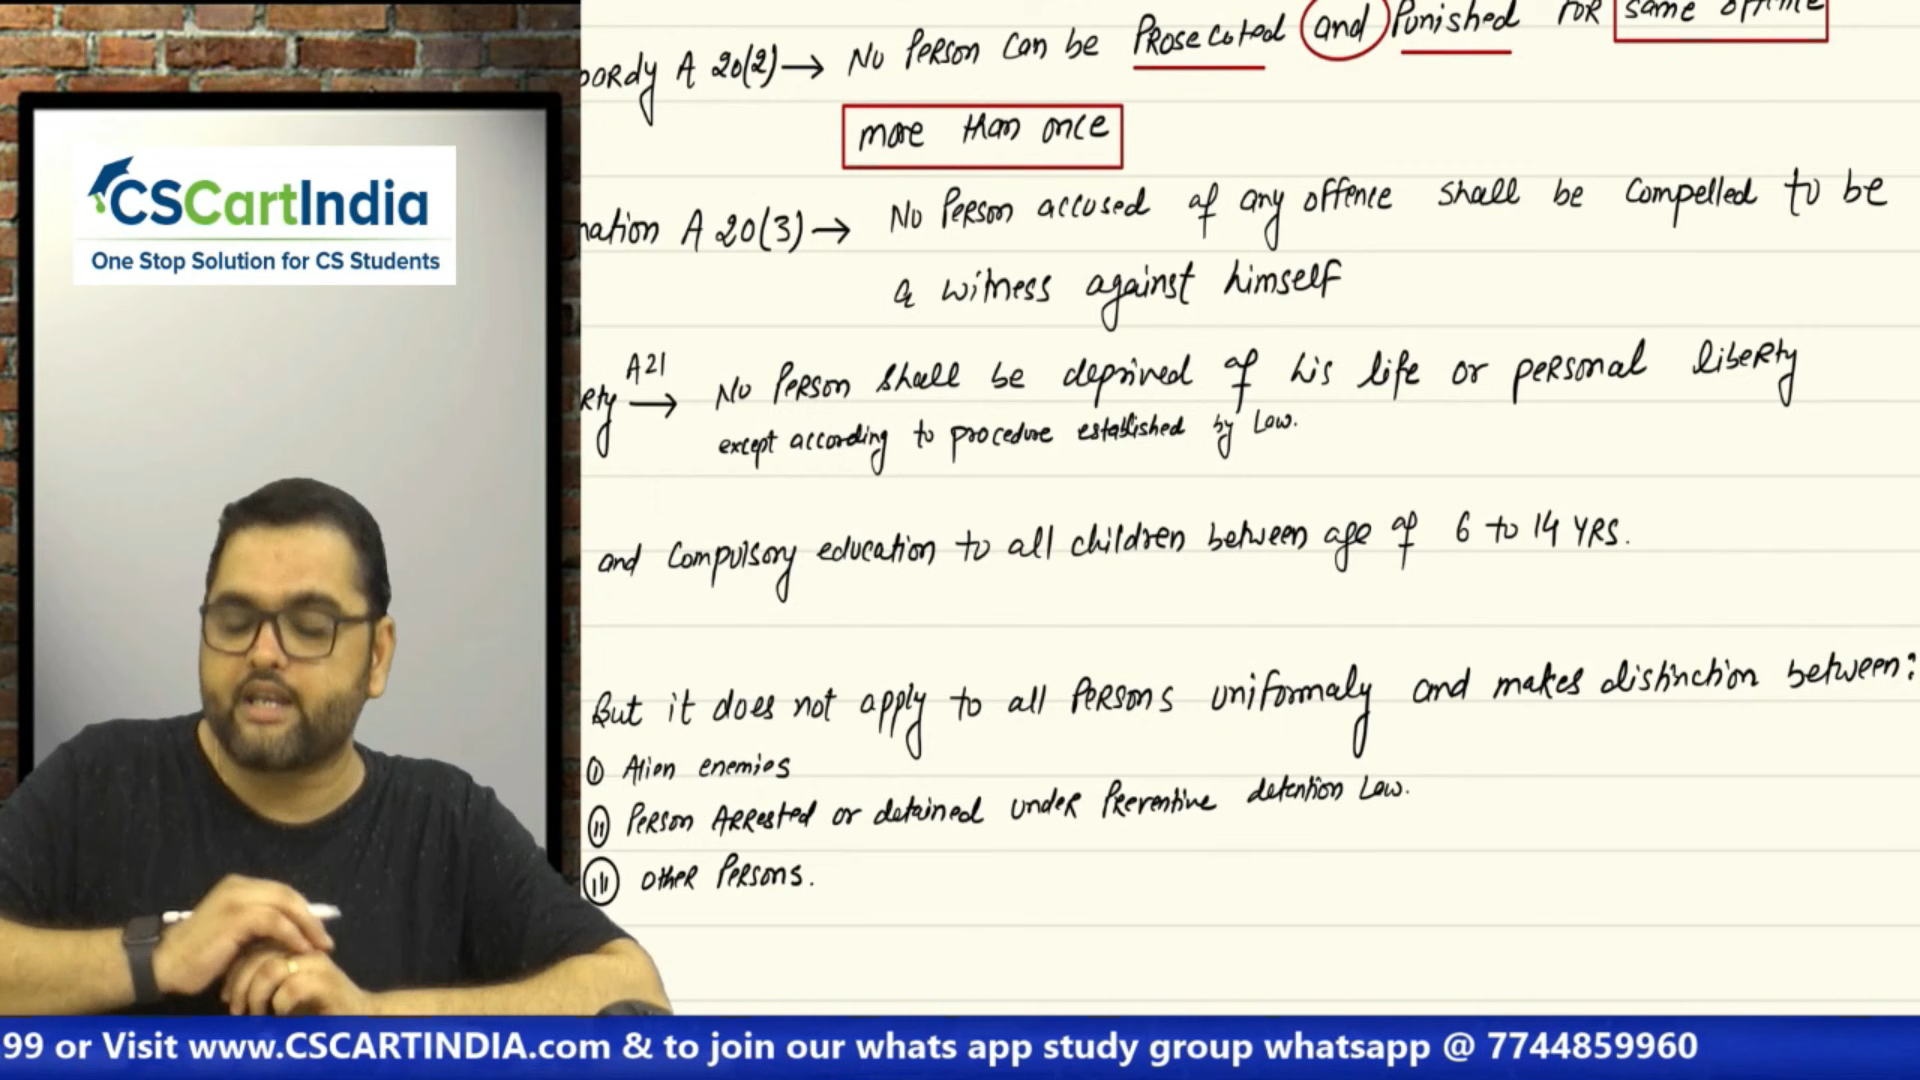 oordy A 20(2) → No Person can be Prosecuted and Punished for same offence
more than once
nation A 20(3) → No Person accused of any offence shall be compelled to be
a witness against himself
A21
rty → No Person shall be deprived of his life or personal liberty
except according to procedure established by Law.
and Compulsory education to all children between age of 6 to 14 YRS.
But it does not apply to all Persons uniformaly and makes distinction between:
(i) Alien enemies
(ii) Person Arrested or detained under Preventive detention Law.
(iii) Other Persons.
CSCartIndia
One Stop Solution for CS Students
99 or Visit www.CSCARTINDIA.com & to join our whats app study group whatsapp @ 7744859960